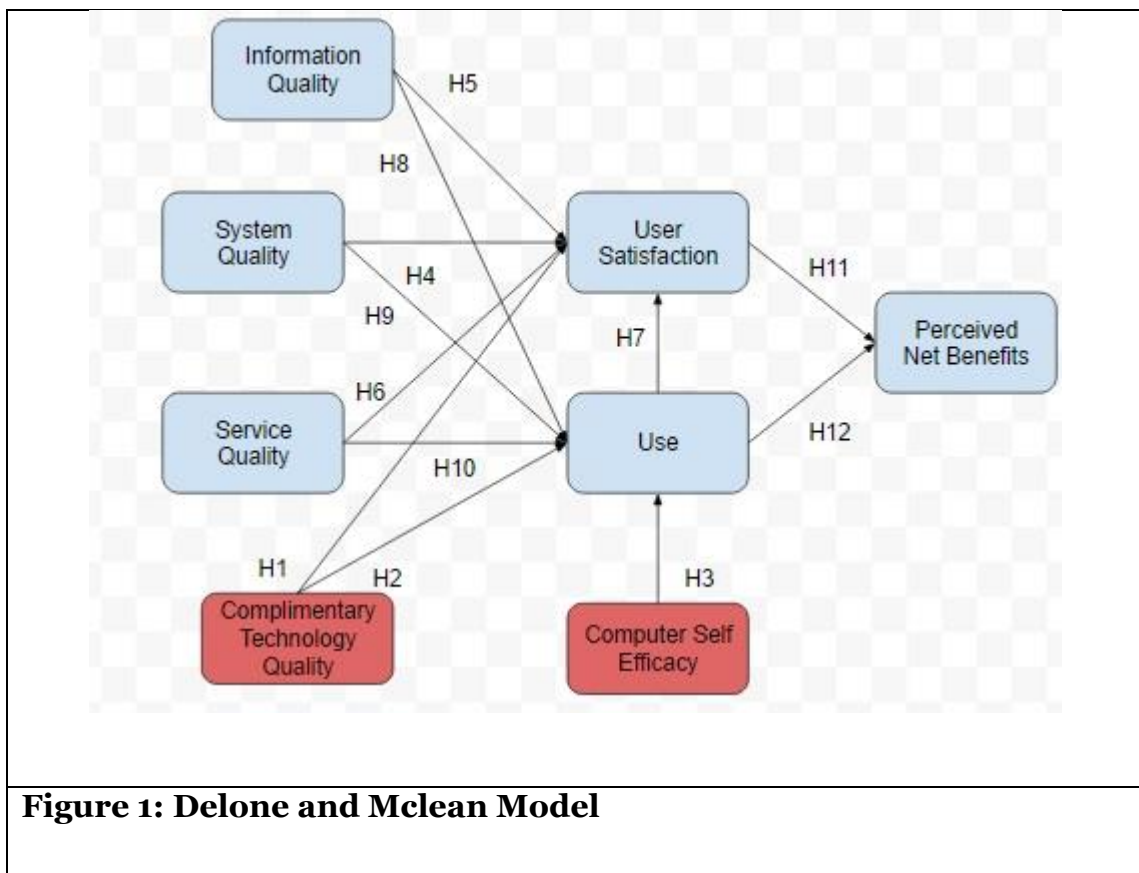 Information
Quality
H5
H8
System
Quality
User
Satisfaction
H4
H9
H11
H7
Perceived
Net Benefits
H6
Service
Quality
Use
H10
H12
H1
H2
H3
Complimentary
Technology
Quality
Computer Self
Efficacy
Figure 1: Delone and Mclean Model